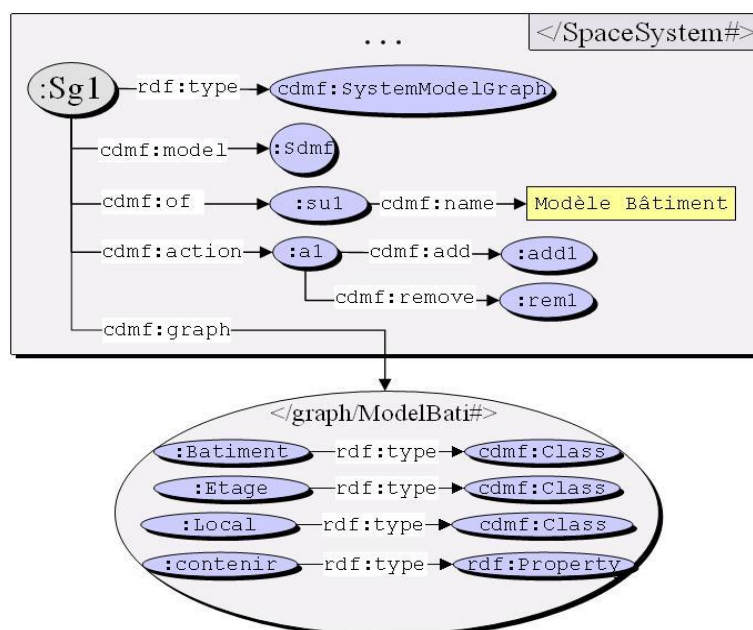 ... </SpaceSystem#>
:Sg1 rdf:type cdmf:SystemModelGraph
cdmf:model :Sdmf
cdmf:of :su1 cdmf:name Modèle Bâtiment
cdmf:action :a1 cdmf:add :add1
cdmf:remove :rem1
cdmf:graph
</graph/ModelBati#>
:Batiment rdf:type cdmf:Class
:Etage rdf:type cdmf:Class
:Local rdf:type cdmf:Class
:contenir rdf:type rdf:Property